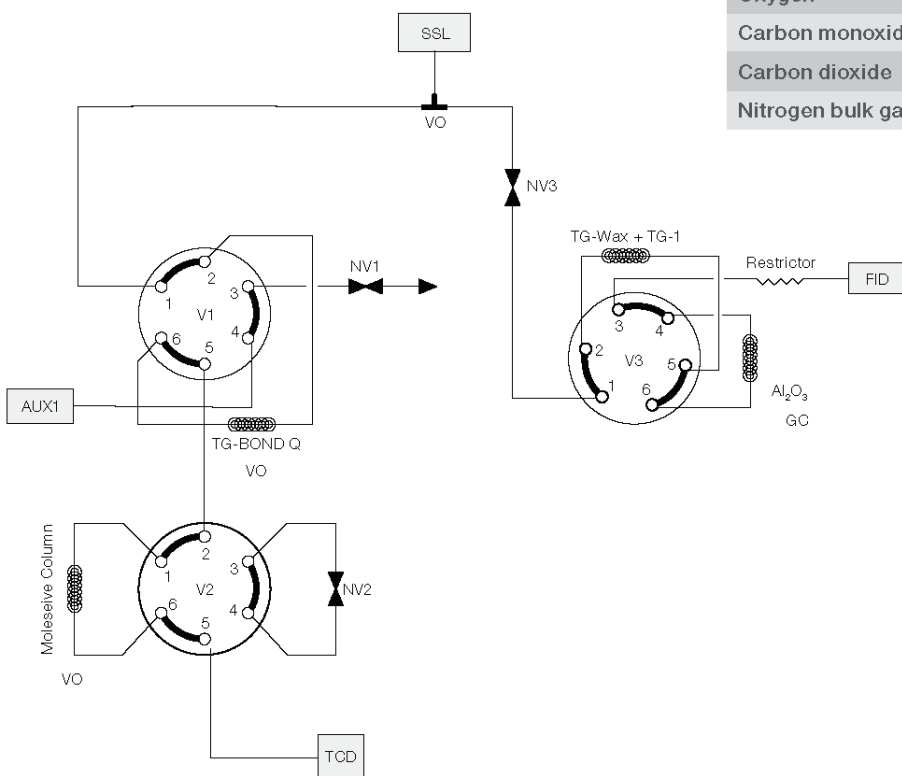 Oxygen
Carbon monoxid
Carbon dioxide
Nitrogen bulk ga
SSL
VO
NV3
TG-Wax + TG-1
Restrictor
FID
NV1
2
3
1
V1
4
6
5
3
4
2
V3
5
1
6
Al₂O₃
GC
AUX1
TG-BOND Q
VO
Moleseive Column
2
1
3
V2
NV2
6
4
5
VO
TCD